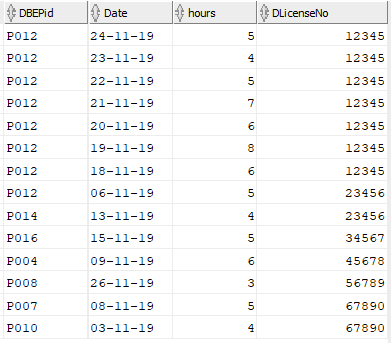 DBEPid Date hours DLicenseNo
P012 24-11-19 5 12345
P012 23-11-19 4 12345
P012 22-11-19 5 12345
P012 21-11-19 7 12345
P012 20-11-19 6 12345
P012 19-11-19 8 12345
P012 18-11-19 6 12345
P012 06-11-19 5 23456
P014 13-11-19 4 23456
P016 15-11-19 5 34567
P004 09-11-19 6 45678
P008 26-11-19 3 56789
P007 08-11-19 5 67890
P010 03-11-19 4 67890